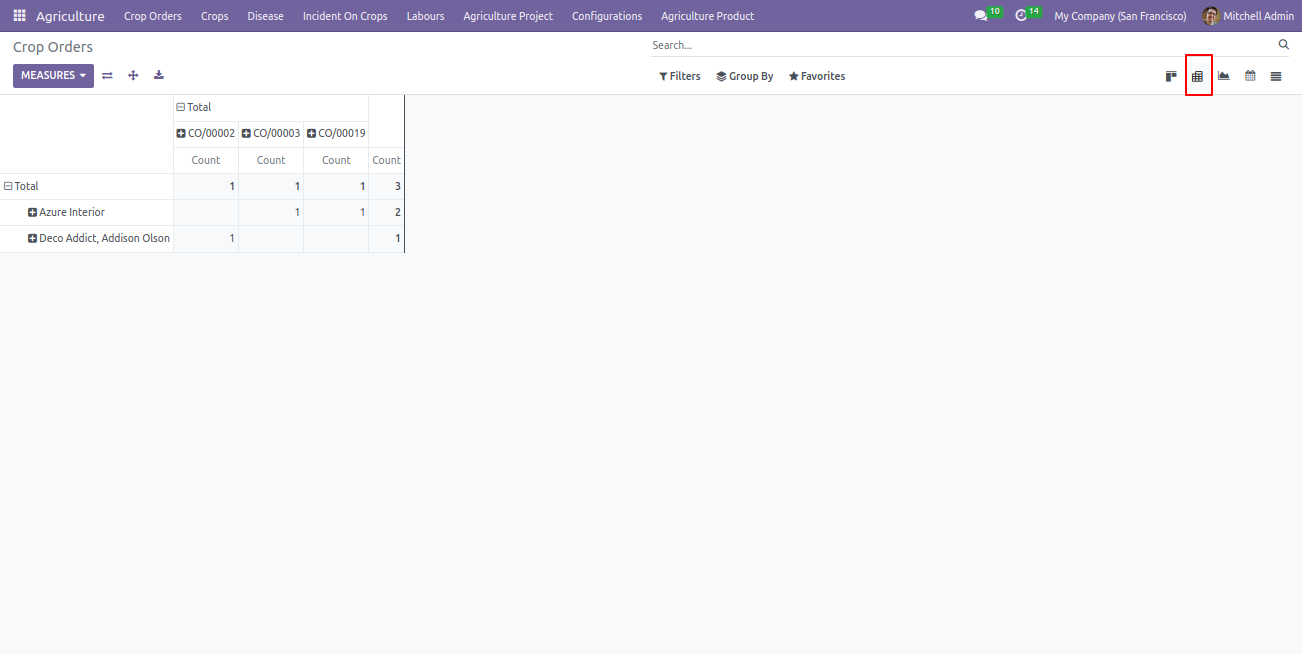 Agriculture Crop Orders Crops Disease Incident On Crops Labours Agriculture Project Configurations Agriculture Product 10 14 My Company (San Francisco) Mitchell Admin
Crop Orders Search...
MEASURES Filters Group By Favorites
Total
CO/00002 CO/00003 CO/00019
Count Count Count Count
Total 1 1 1 3
Azure Interior 1 1 2
Deco Addict, Addison Olson 1 1